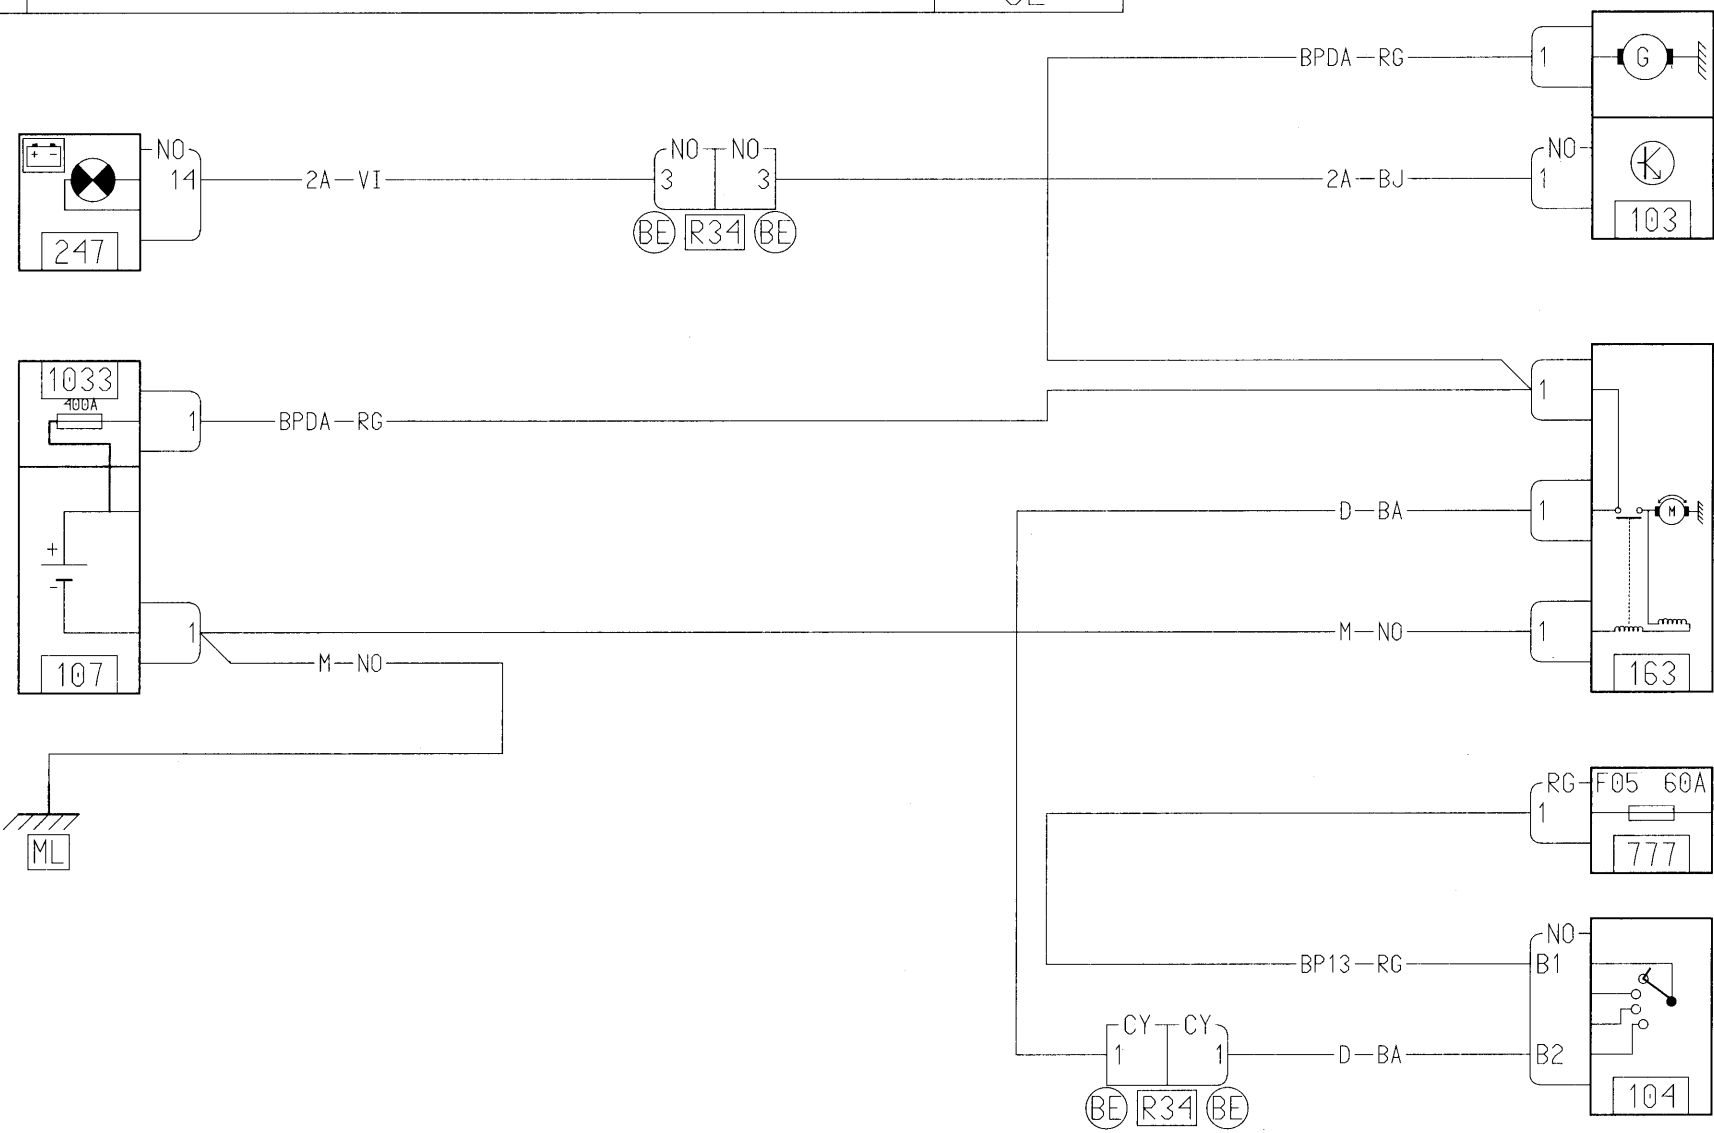 BPDA—RG
1
G
NO
14
2A—VI
NO NO
3 3
2A—BJ
NO
1
BE R34 BE
103
247
1033
400A
1
BPDA—RG
1
D—BA
1
M
+
-
1
M—NO
1
M—NO
107
163
RG
F05 60A
1
ML
777
NO
BP13—RG
B1
CY CY
1 1
D—BA
B2
BE R34 BE
104